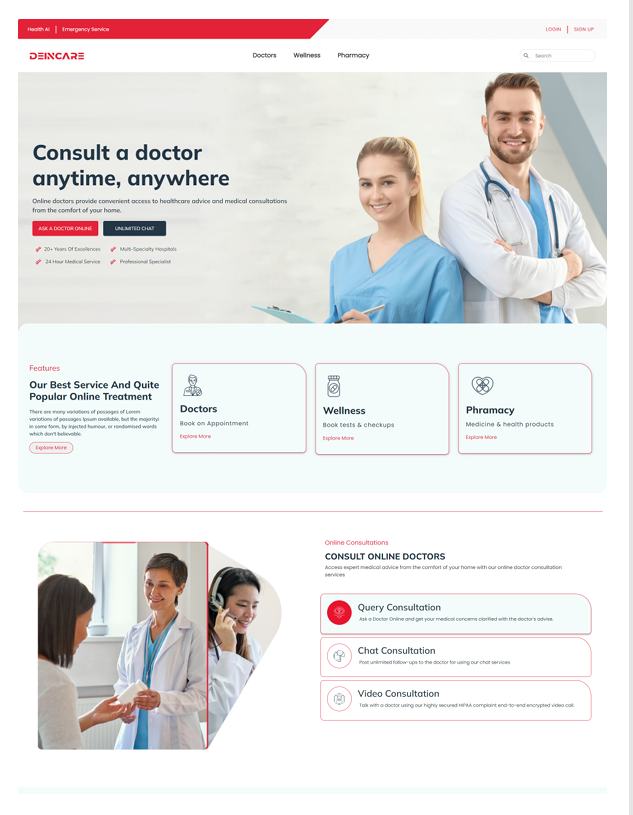 Health AI | Emergency Service
LOGIN | SIGN UP
DEINCARE
Doctors Wellness Pharmacy
Search
Consult a doctor
anytime, anywhere
Online doctors provide convenient access to healthcare advice and medical consultations
from the comfort of your home.
ASK A DOCTOR ONLINE UNLIMITED CHAT
20+ Years Of Excellences Multi-Specialty Hospitals
24 Hour Medical Service Professional Specialist
Features
Our Best Service And Quite
Popular Online Treatment
There are many variations of passages of Lorem
variations of passages Ipsum available, but the majorityi
in some form, by injected humour, or randomised words
which don't believable.
Explore More
Doctors
Book on Appointment
Explore More
Wellness
Book tests & checkups
Explore More
Phramacy
Medicine & health products
Explore More
Online Consultations
CONSULT ONLINE DOCTORS
Access expert medical advice from the comfort of your home with our online doctor consultation
services
Query Consultation
Ask a Doctor Online and get your medical concerns clarified with the doctor's advise.
Chat Consultation
Post unlimited follow-ups to the doctor for using our chat services
Video Consultation
Talk with a doctor using our highly secured HIPAA complaint end-to-end encrypted video call.